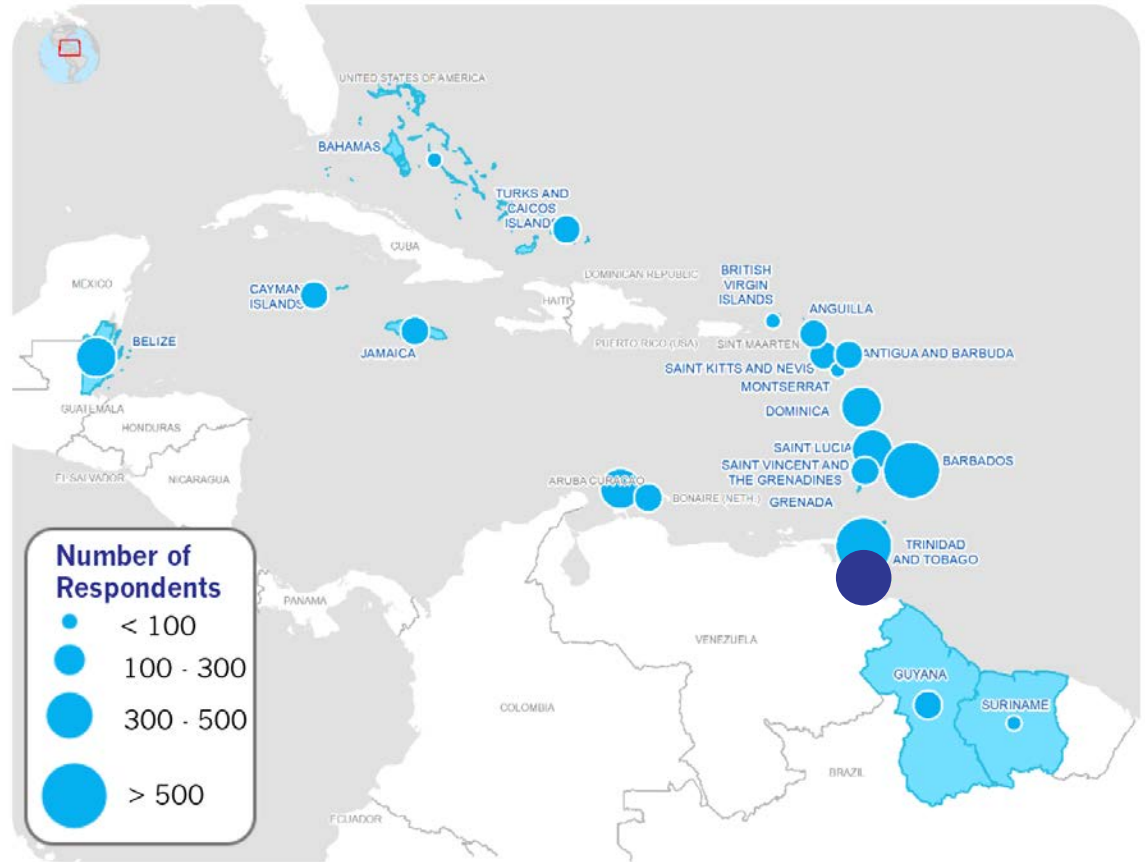 UNITED STATES OF AMERICA
BAHAMAS
TURKS AND
CAICOS
ISLANDS
CUBA
MEXICO
CAYMAN
ISLANDS
DOMINICAN REPUBLIC
HAITI
BRITISH
VIRGIN
ISLANDS
ANGUILLA
BELIZE
JAMAICA
PUERTO RICO (USA)
SINT MAARTEN
ANTIGUA AND BARBUDA
SAINT KITTS AND NEVIS
MONTSERRAT
GUATEMALA
HONDURAS
DOMINICA
EL SALVADOR
NICARAGUA
SAINT LUCIA
SAINT VINCENT AND
THE GRENADINES
BARBADOS
ARUBA CURAÇAO
BONAIRE (NETH.)
GRENADA
TRINIDAD
AND TOBAGO
PANAMA
VENEZUELA
GUYANA
SURINAME
COLOMBIA
BRAZIL
ECUADOR
Number of
Respondents
< 100
100 - 300
300 - 500
> 500